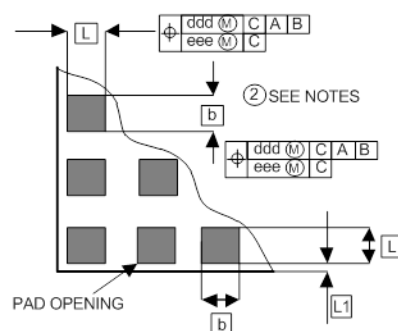 L
⌖ ddd Ⓜ C A B
eee Ⓜ C
② SEE NOTES
b
⌖ ddd Ⓜ C A B
eee Ⓜ C
L
L1
PAD OPENING
b